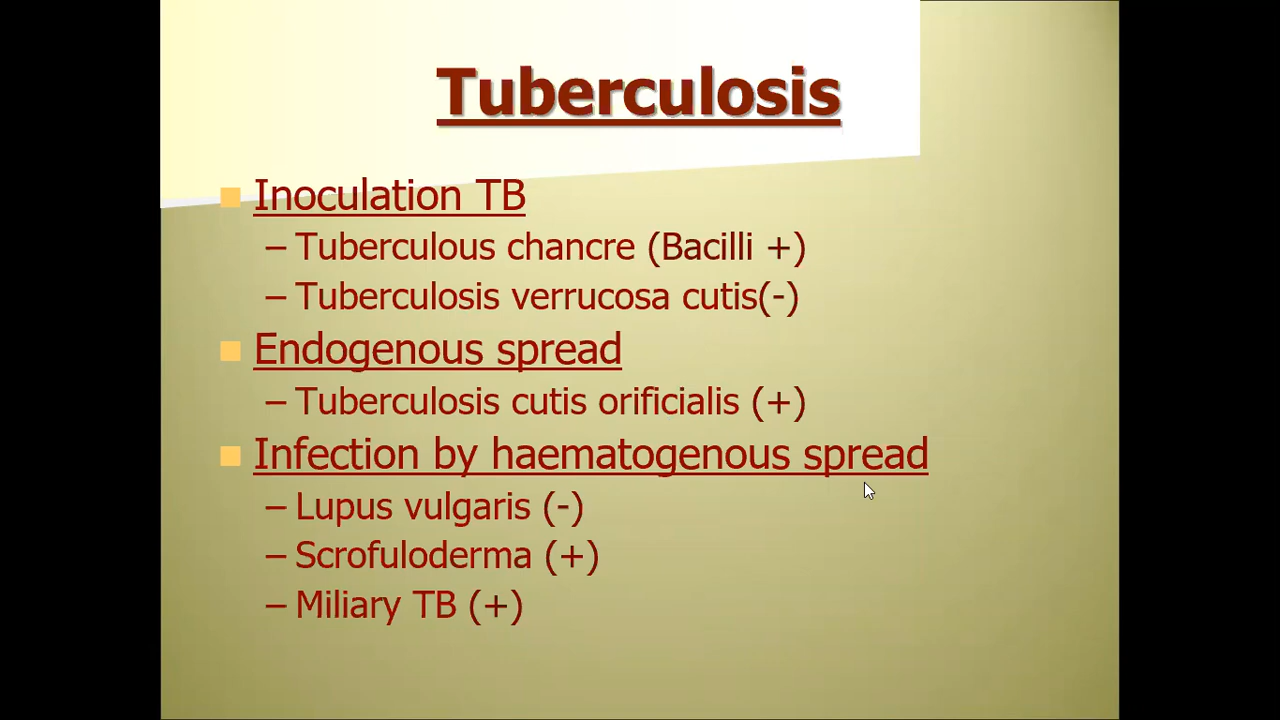 Tuberculosis
Inoculation TB
– Tuberculous chancre (Bacilli +)
– Tuberculosis verrucosa cutis(-)
Endogenous spread
– Tuberculosis cutis orificialis (+)
Infection by haematogenous spread
– Lupus vulgaris (-)
– Scrofuloderma (+)
– Miliary TB (+)